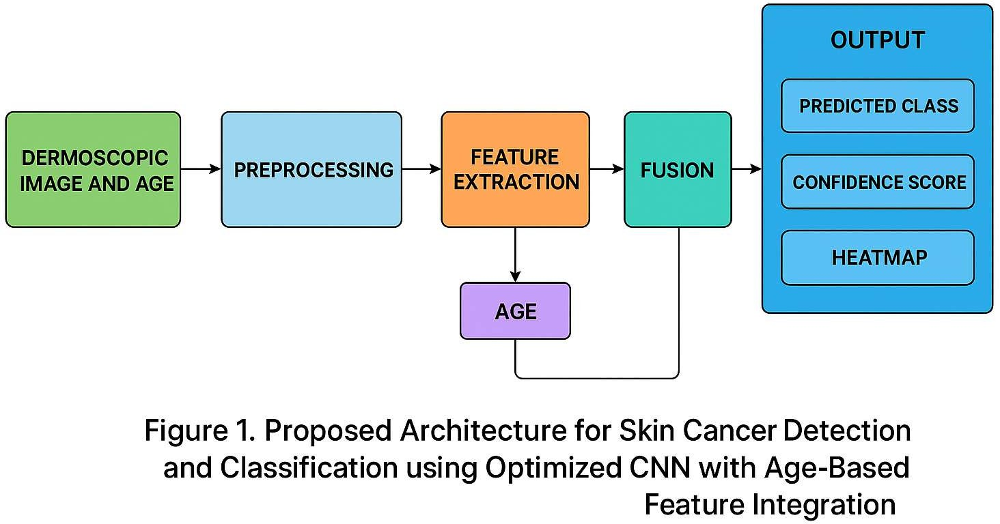 DERMOSCOPIC
IMAGE AND AGE
PREPROCESSING
FEATURE
EXTRACTION
FUSION
AGE
OUTPUT
PREDICTED CLASS
CONFIDENCE SCORE
HEATMAP
Figure 1. Proposed Architecture for Skin Cancer Detection
and Classification using Optimized CNN with Age-Based
Feature Integration